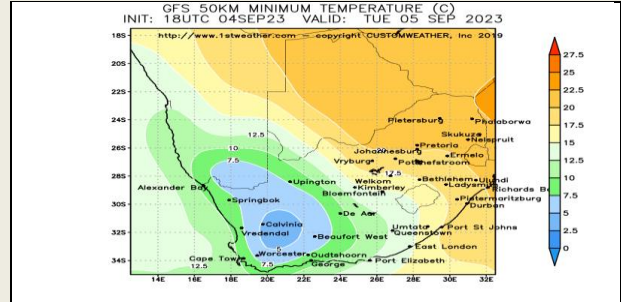 GFS 50KM MINIMUM TEMPERATURE (C)
INIT: 18UTC 04SEP23 VALID: TUE 05 SEP 2023
http://www.1stweather.com — copyright CUSTOMWEATHER, Inc 2019
18S
20S
22S
24S
26S
28S
30S
32S
34S
14E
16E
18E
20E
22E
24E
26E
28E
30E
32E
Pietersburg
Phalaborwa
Skukuza
Nelspruit
Pretoria
Johannesburg
20
Ermelo
Vryburg
Potchefstroom
17.5
Welkom
Bethlehem
Ulundi
Kimberley
Ladysmith
Bloemfontein
Richards B
Pietermaritzburg
Durban
12.5
10
7.5
Upington
Alexander Bay
Springbok
De Aar
Calvinia
Vredendal
Umtata
Port St Johns
Beaufort West
Queenstown
5
East London
Worcester
Oudtshoorn
Cape Town
7.5
George
Port Elizabeth
12.5
27.5
25
22.5
20
17.5
15
12.5
10
7.5
5
2.5
0